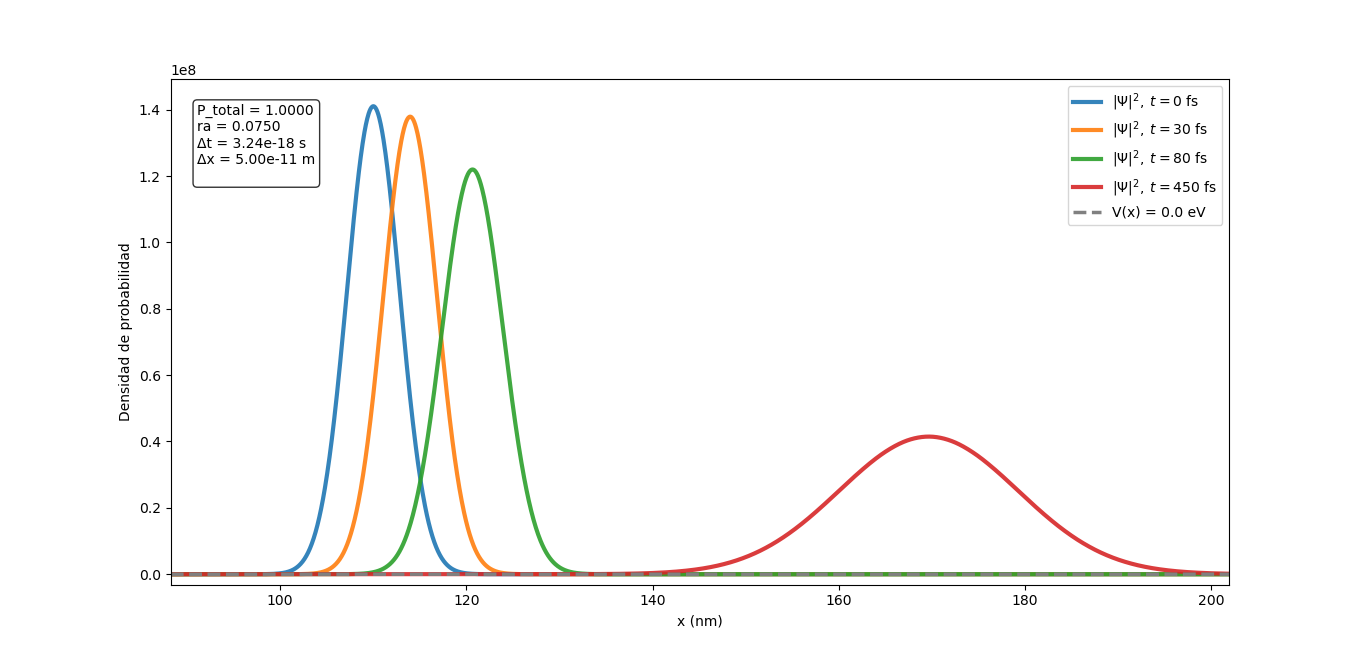 1e8
P_total = 1.0000
ra = 0.0750
Δt = 3.24e-18 s
Δx = 5.00e-11 m
|Ψ|², t = 0 fs
|Ψ|², t = 30 fs
|Ψ|², t = 80 fs
|Ψ|², t = 450 fs
V(x) = 0.0 eV
Densidad de probabilidad
1.4
1.2
1.0
0.8
0.6
0.4
0.2
0.0
100 120 140 160 180 200
x (nm)